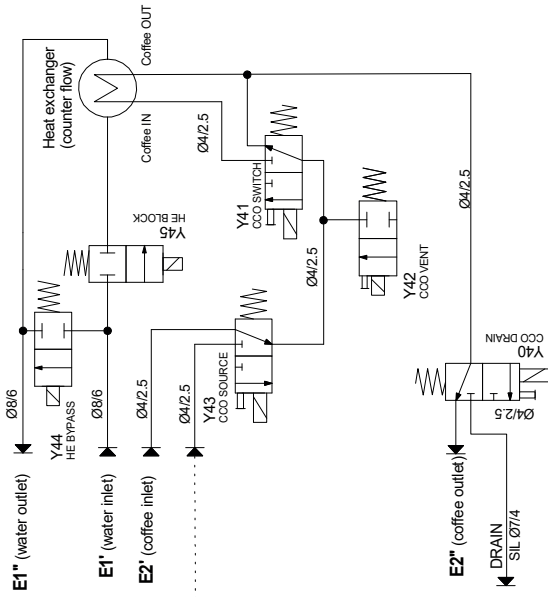 Heat exchanger
(counter flow)
Coffee OUT
Coffee IN
Ø4/2.5
Y45
HE BLOCK
Y41
CCO SWITCH
Ø8/6
Y44
HE BYPASS
Ø8/6
Ø4/2.5
Ø4/2.5
Y43
CCO SOURCE
Ø4/2.5
Y42
CCO VENT
Ø4/2.5
Y40
CCO DRAIN
Ø4/2.5
E1" (water outlet)
E1' (water inlet)
E2' (coffee inlet)
E2" (coffee outlet)
DRAIN
SIL Ø7/4